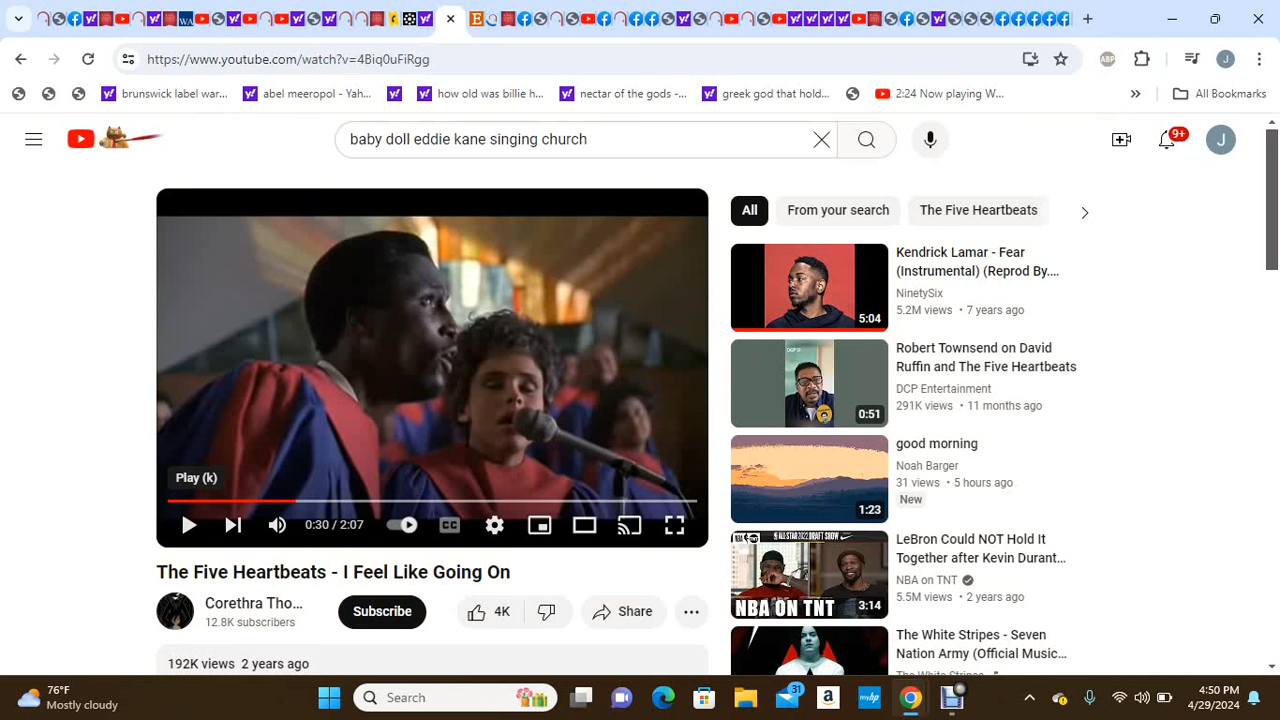 https://www.youtube.com/watch?v=4Biq0uFiRgg
ABP
J
brunswick label war...
abel meeropol - Yah...
how old was billie h...
nectar of the gods -...
greek god that hold...
2:24 Now playing W...
»
All Bookmarks
baby doll eddie kane singing church
9+
J
Play (k)
0:30 / 2:07
CC
The Five Heartbeats - I Feel Like Going On
Corethra Tho...
12.8K subscribers
Subscribe
4K
Share
192K views 2 years ago
All
From your search
The Five Heartbeats
5:04
Kendrick Lamar - Fear
(Instrumental) (Reprod By....
NinetySix
5.2M views • 7 years ago
0:51
Robert Townsend on David
Ruffin and The Five Heartbeats
DCP Entertainment
291K views • 11 months ago
1:23
good morning
Noah Barger
31 views • 5 hours ago
New
NBA ON TNT
3:14
LeBron Could NOT Hold It
Together after Kevin Durant...
NBA on TNT
5.5M views • 2 years ago
The White Stripes - Seven
Nation Army (Official Music...
76°F
Mostly cloudy
Search
31
a
myhp
4:50 PM
4/29/2024